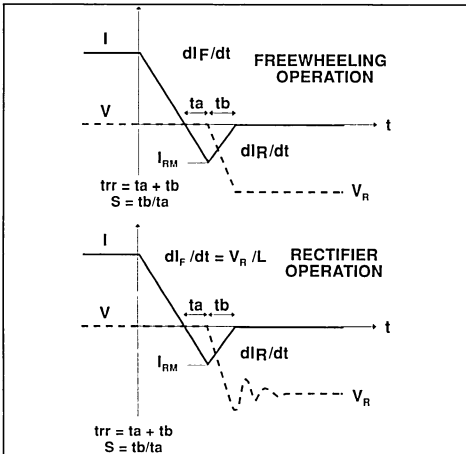 I
dIF/dt
FREEWHEELING
OPERATION
ta tb
V
t
IRM
dIR/dt
trr = ta + tb
S = tb/ta
VR
I
dIF/dt = VR/L
RECTIFIER
OPERATION
ta tb
V
t
IRM
dIR/dt
VR
trr = ta + tb
S = tb/ta